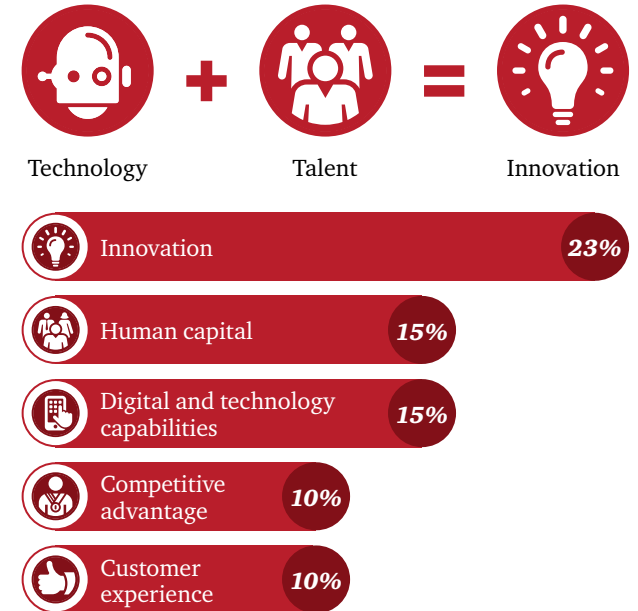 Technology + Talent = Innovation
Innovation 23%
Human capital 15%
Digital and technology
capabilities 15%
Competitive
advantage 10%
Customer
experience 10%